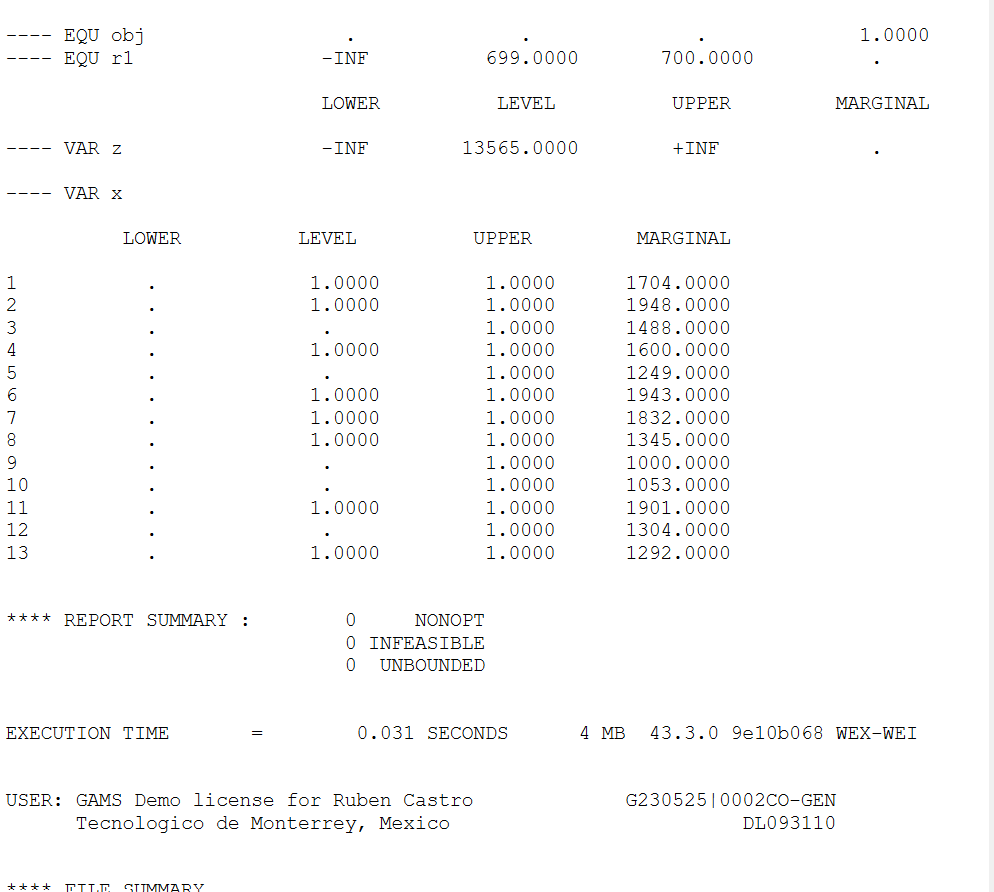 ---- EQU obj . . . 1.0000
---- EQU r1 -INF 699.0000 700.0000 .
LOWER LEVEL UPPER MARGINAL
---- VAR z -INF 13565.0000 +INF .
---- VAR x
LOWER LEVEL UPPER MARGINAL
1 . 1.0000 1.0000 1704.0000
2 . 1.0000 1.0000 1948.0000
3 . . 1.0000 1488.0000
4 . 1.0000 1.0000 1600.0000
5 . . 1.0000 1249.0000
6 . 1.0000 1.0000 1943.0000
7 . 1.0000 1.0000 1832.0000
8 . 1.0000 1.0000 1345.0000
9 . . 1.0000 1000.0000
10 . . 1.0000 1053.0000
11 . 1.0000 1.0000 1901.0000
12 . . 1.0000 1304.0000
13 . 1.0000 1.0000 1292.0000
**** REPORT SUMMARY : 0 NONOPT
0 INFEASIBLE
0 UNBOUNDED
EXECUTION TIME = 0.031 SECONDS 4 MB 43.3.0 9e10b068 WEX-WEI
USER: GAMS Demo license for Ruben Castro G230525|0002CO-GEN
Tecnologico de Monterrey, Mexico DL093110
**** FILE SUMMARY